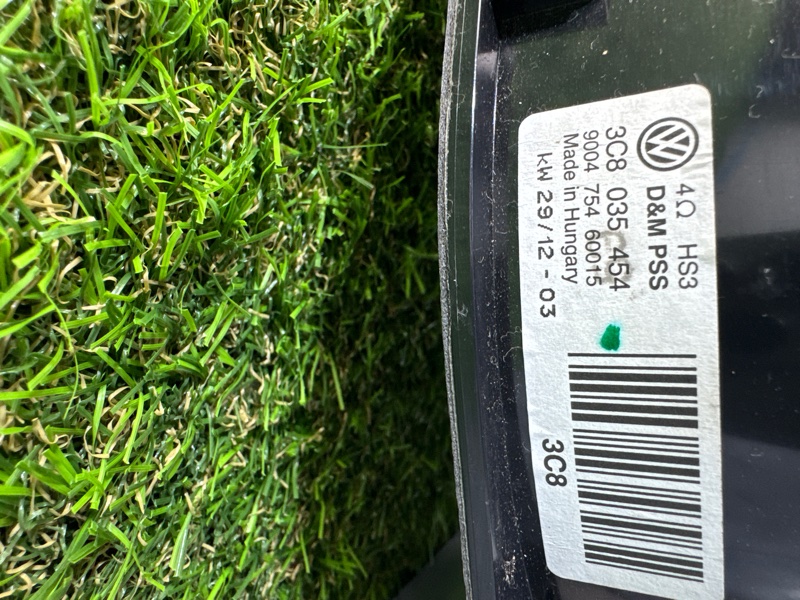 4Ω HS3
D&M PSS
3C8 035 454
9004 754 60015
Made in Hungary
KW 29/12 - 03
3C8